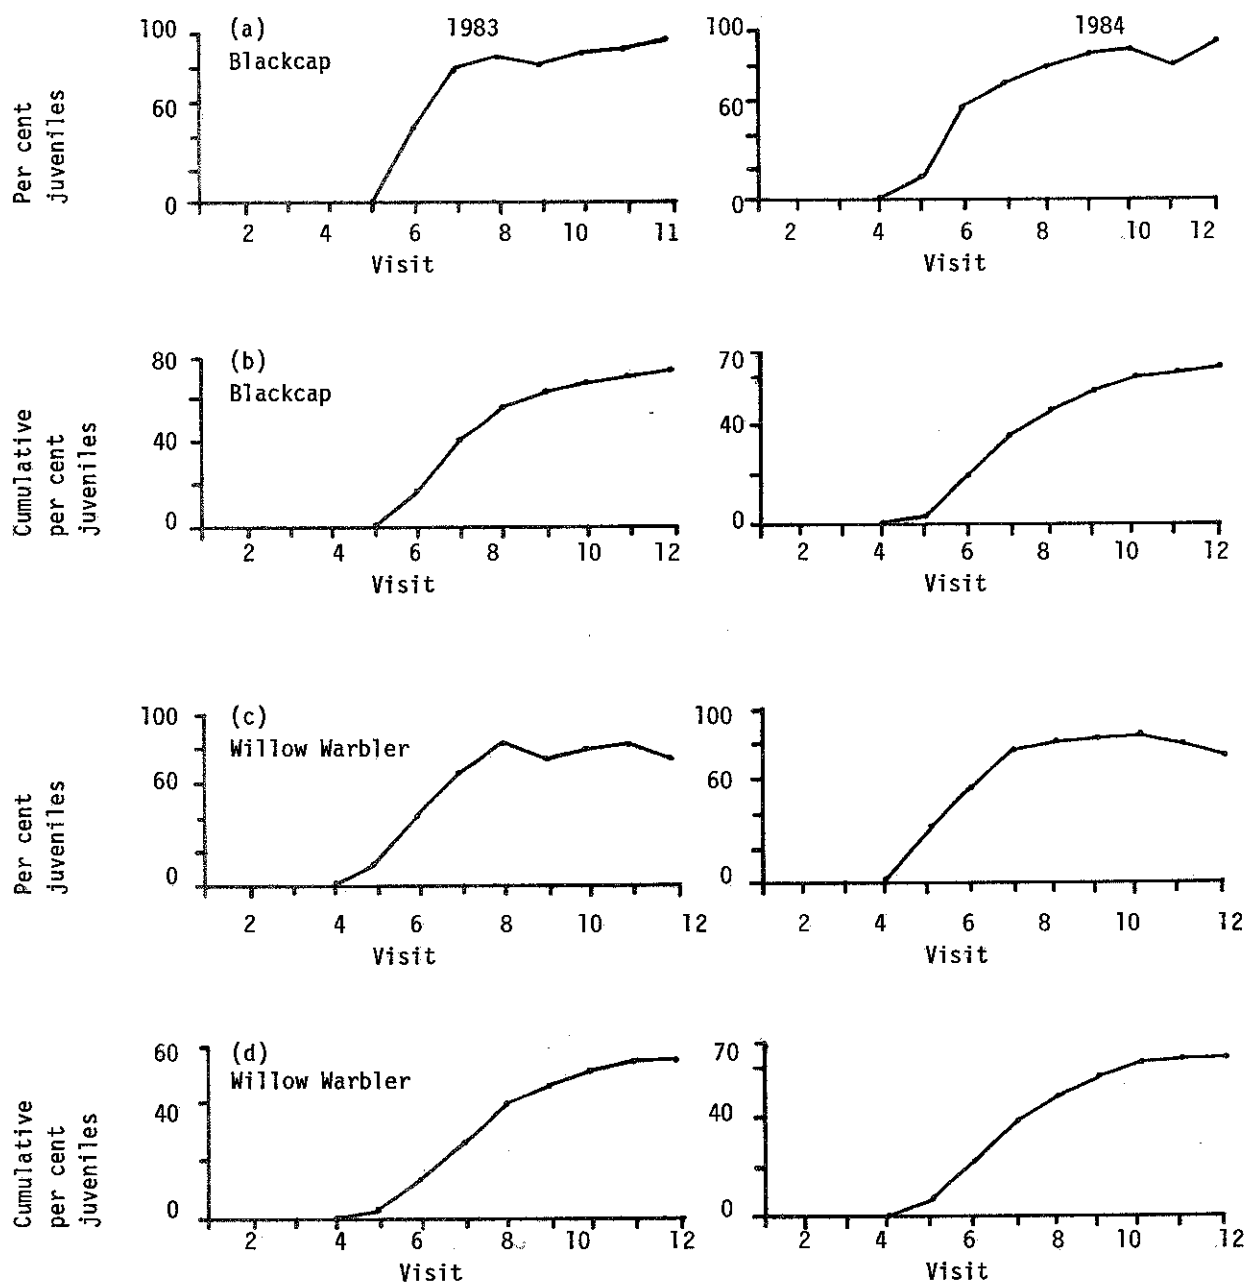 (a) 1983
Blackcap
Per cent
juveniles
100
60
0
2 4 6 8 10 11
Visit
1984
100
60
0
2 4 6 8 10 12
Visit
(b)
Blackcap
Cumulative
per cent
juveniles
80
40
0
2 4 6 8 10 12
Visit
70
40
0
2 4 6 8 10 12
Visit
(c)
Willow Warbler
Per cent
juveniles
100
60
0
2 4 6 8 10 12
Visit
100
60
0
2 4 6 8 10 12
Visit
(d)
Willow Warbler
Cumulative
per cent
juveniles
60
40
0
2 4 6 8 10 12
Visit
70
40
0
2 4 6 8 10 12
Visit